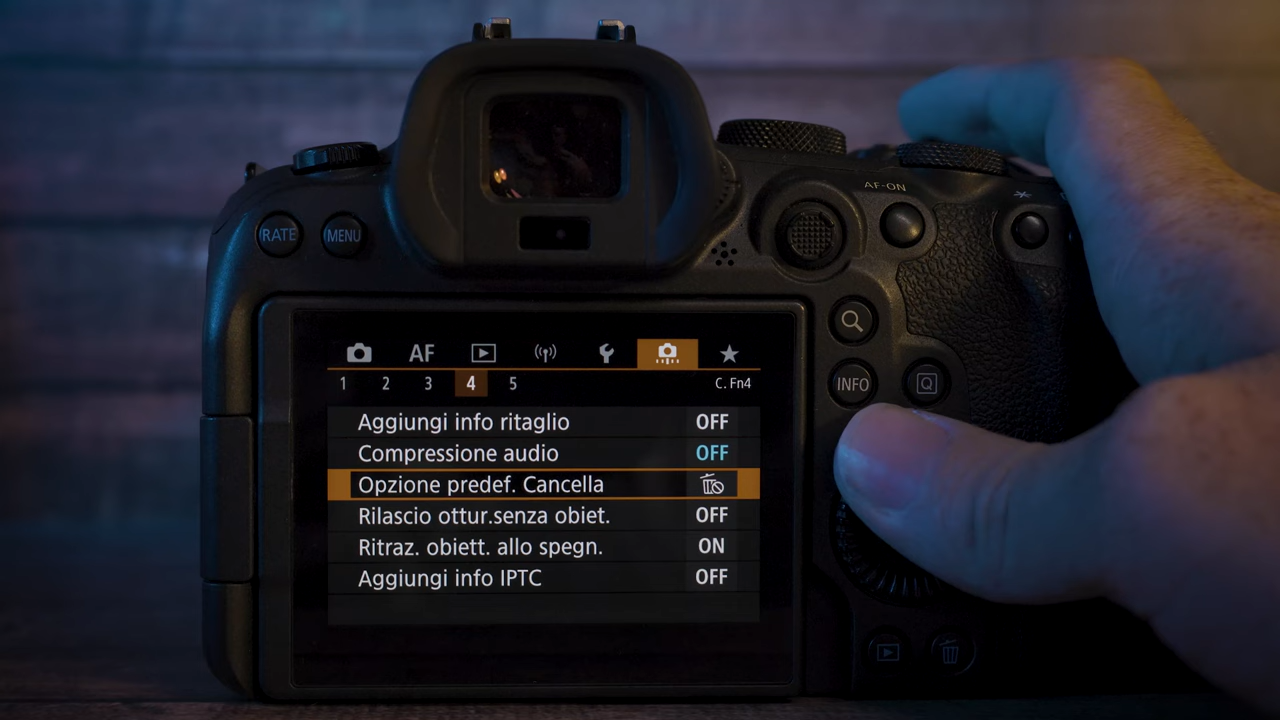 AF-ON
RATE MENU
AF
1 2 3 4 5 C. Fn4
INFO Q
Aggiungi info ritaglio OFF
Compressione audio OFF
Opzione predef. Cancella
Rilascio ottur.senza obiet. OFF
Ritraz. obiett. allo spegn. ON
Aggiungi info IPTC OFF